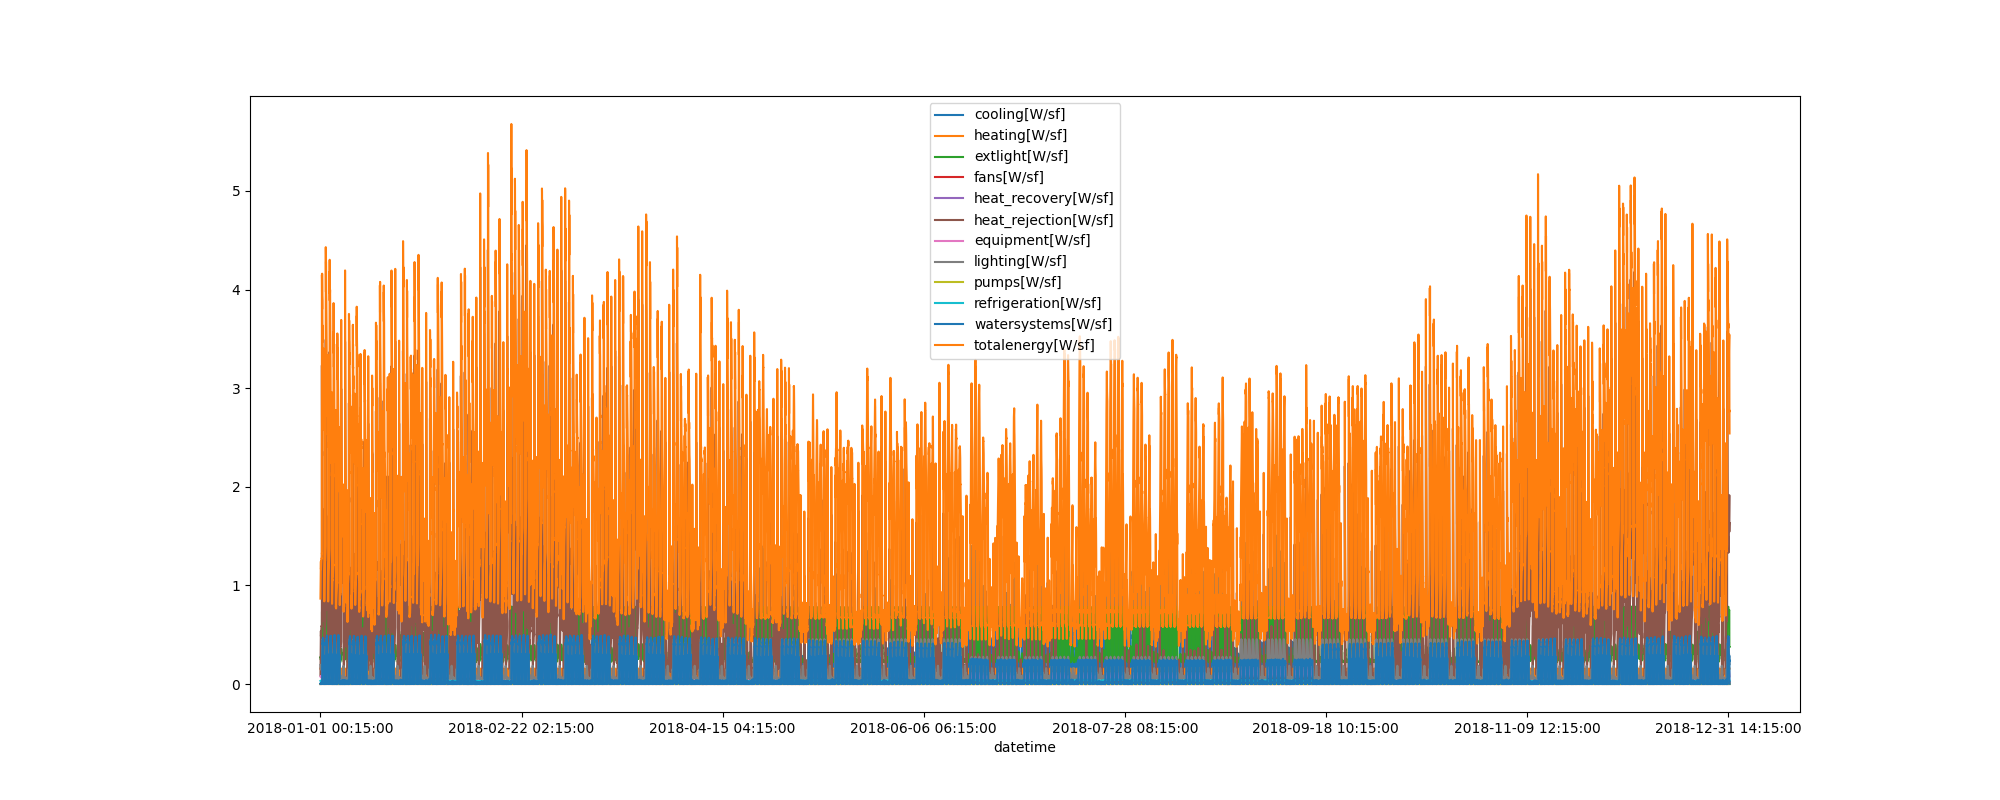 cooling[W/sf]
heating[W/sf]
extlight[W/sf]
fans[W/sf]
heat_recovery[W/sf]
heat_rejection[W/sf]
equipment[W/sf]
lighting[W/sf]
pumps[W/sf]
refrigeration[W/sf]
watersystems[W/sf]
totalenergy[W/sf]
5
4
3
2
1
0
2018-01-01 00:15:00 2018-02-22 02:15:00 2018-04-15 04:15:00 2018-06-06 06:15:00 2018-07-28 08:15:00 2018-09-18 10:15:00 2018-11-09 12:15:00 2018-12-31 14:15:00
datetime